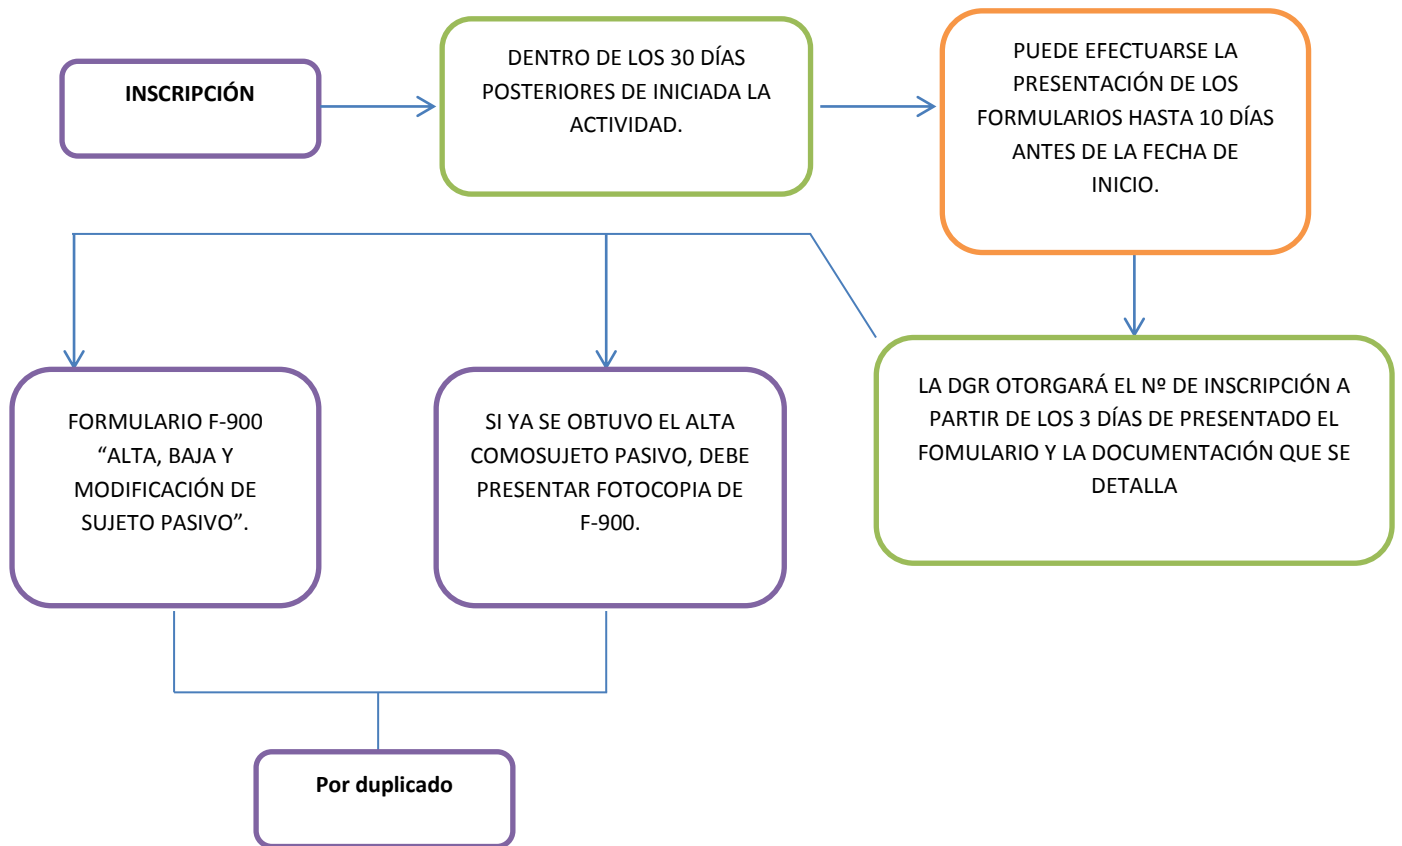 INSCRIPCIÓN
DENTRO DE LOS 30 DÍAS
POSTERIORES DE INICIADA LA
ACTIVIDAD.
PUEDE EFECTUARSE LA
PRESENTACIÓN DE LOS
FORMULARIOS HASTA 10 DÍAS
ANTES DE LA FECHA DE
INICIO.
LA DGR OTORGARÁ EL Nº DE INSCRIPCIÓN A
PARTIR DE LOS 3 DÍAS DE PRESENTADO EL
FOMULARIO Y LA DOCUMENTACIÓN QUE SE
DETALLA
FORMULARIO F-900
“ALTA, BAJA Y
MODIFICACIÓN DE
SUJETO PASIVO”.
SI YA SE OBTUVO EL ALTA
COMOSUJETO PASIVO, DEBE
PRESENTAR FOTOCOPIA DE
F-900.
Por duplicado